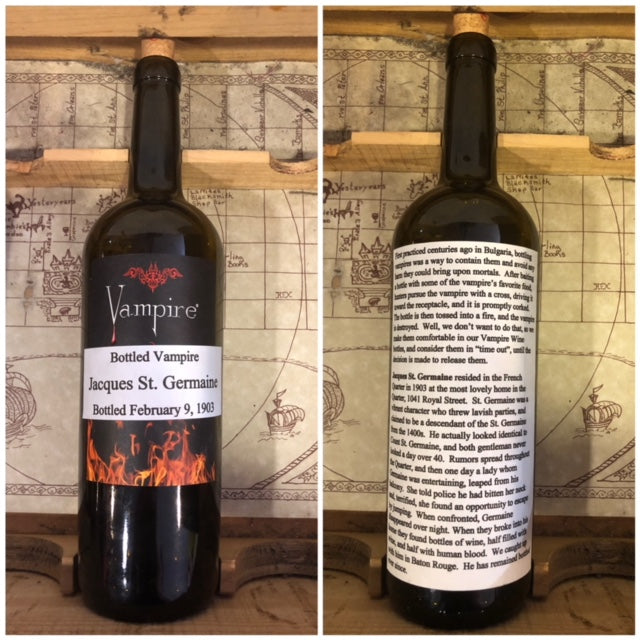 Vampire
Bottled Vampire
Jacques St. Germaine
Bottled February 9, 1903
First practiced centuries ago in Bulgaria, bottling
vampires was a way to contain them and avoid any
harm they could bring upon mortals. After baiting
a bottle with some of the vampire's favorite food,
hunters pursue the vampire with a cross, driving it
toward the receptacle, and it is promptly corked.
The bottle is then tossed into a fire, and the vampire
is destroyed. Well, we don't want to do that, so we
make them comfortable in our Vampire Wine
bottles, and consider them in "time out", until the
decision is made to release them.
Jacques St. Germaine resided in the French
Quarter in 1903 at the most lovely home in the
Quarter, 1041 Royal Street. St. Germaine was a
character who threw lavish parties, and
claimed to be a descendant of the St. Germaine
from the 1400s. He actually looked identical to
Count St. Germaine, and both gentleman never
looked a day over 40. Rumors spread throughout
the Quarter, and then one day a lady whom
Germaine was entertaining, leaped from his
balcony. She told police he had bitten her neck
and, terrified, she found an opportunity to escape
by jumping. When confronted, Germaine
disappeared over night. When they broke into his
home they found bottles of wine, half filled with
wine, and half with human blood. We caught up
with him in Baton Rouge. He has remained bottled
ever since.
Lafittes
Blacksmith
Shop Bar